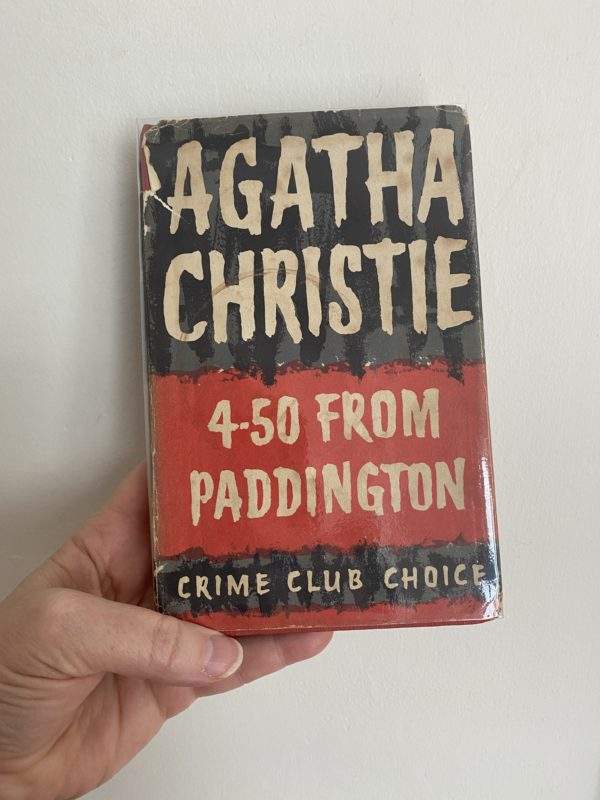 AGATHA
CHRISTIE
4-50 FROM
PADDINGTON
CRIME CLUB CHOICE